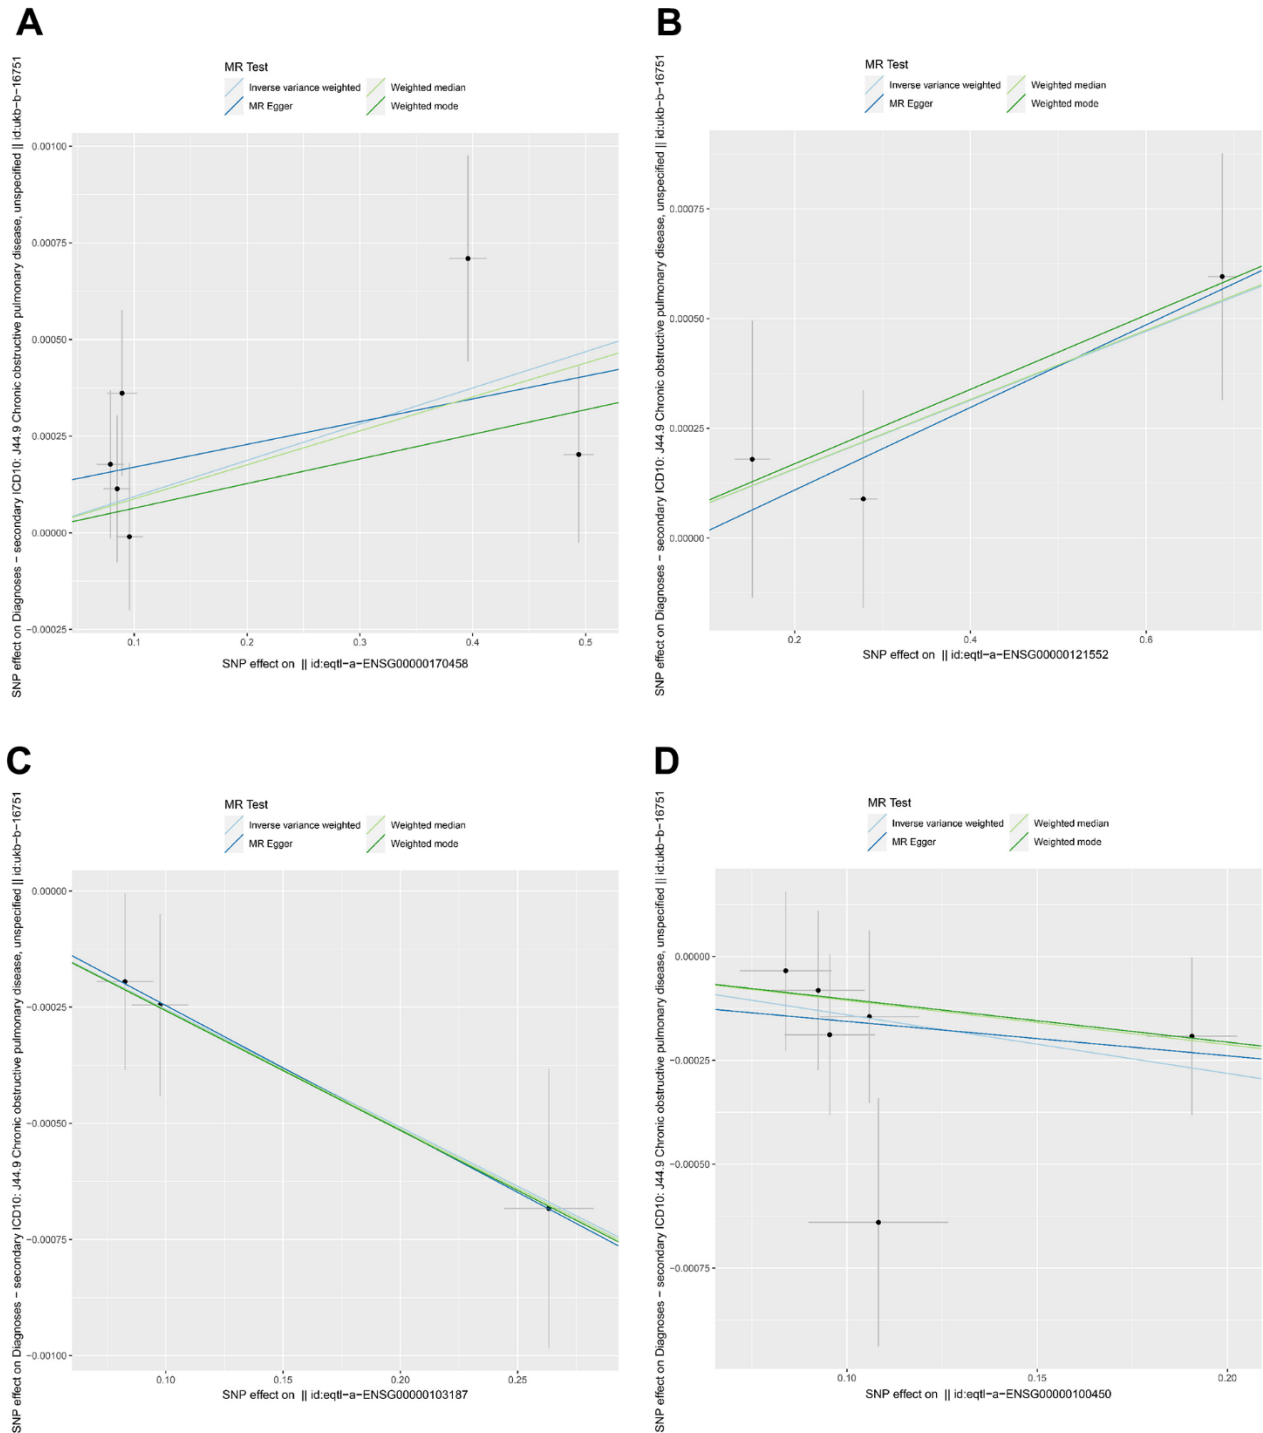 A
SNP effect on Diagnoses − secondary ICD10: J44.9 Chronic obstructive pulmonary disease, unspecified || id:ukb−b−16751
MR Test
Inverse variance weighted
Weighted median
MR Egger
Weighted mode
0.00100
0.00075
0.00050
0.00025
0.00000
−0.00025
0.1 0.2 0.3 0.4 0.5
SNP effect on || id:eqtl−a−ENSG00000170458
B
SNP effect on Diagnoses − secondary ICD10: J44.9 Chronic obstructive pulmonary disease, unspecified || id:ukb−b−16751
MR Test
Inverse variance weighted
Weighted median
MR Egger
Weighted mode
0.00075
0.00050
0.00025
0.00000
0.2 0.4 0.6
SNP effect on || id:eqtl−a−ENSG00000121552
C
SNP effect on Diagnoses − secondary ICD10: J44.9 Chronic obstructive pulmonary disease, unspecified || id:ukb−b−16751
MR Test
Inverse variance weighted
Weighted median
MR Egger
Weighted mode
0.00000
−0.00025
−0.00050
−0.00075
−0.00100
0.10 0.15 0.20 0.25
SNP effect on || id:eqtl−a−ENSG00000103187
D
SNP effect on Diagnoses − secondary ICD10: J44.9 Chronic obstructive pulmonary disease, unspecified || id:ukb−b−16751
MR Test
Inverse variance weighted
Weighted median
MR Egger
Weighted mode
0.00000
−0.00025
−0.00050
−0.00075
0.10 0.15 0.20
SNP effect on || id:eqtl−a−ENSG00000100450